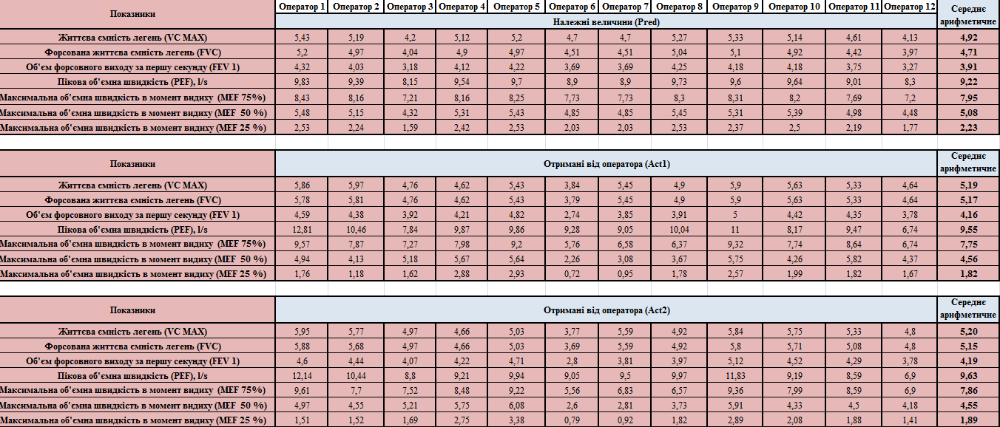 Показники Оператор 1 Оператор 2 Оператор 3 Оператор 4 Оператор 5 Оператор 6 Оператор 7 Оператор 8 Оператор 9 Оператор 10 Оператор 11 Оператор 12 Середнє арифметичне
Належні величини (Pred)
Життєва ємність легень (VC MAX) 5,43 5,19 4,2 5,12 5,2 4,7 4,7 5,27 5,33 5,14 4,61 4,13 4,92
Форсована життєва ємність легень (FVC) 5,2 4,97 4,04 4,9 4,97 4,51 4,51 5,04 5,1 4,92 4,42 3,97 4,71
Об'єм форсовного виходу за першу секунду (FEV 1) 4,32 4,03 3,18 4,12 4,22 3,69 3,69 4,25 4,18 4,18 3,75 3,27 3,91
Пікова об'ємна швидкість (PEF), l/s 9,83 9,39 8,15 9,54 9,7 8,9 8,9 9,73 9,6 9,64 9,01 8,3 9,22
Максимальна об'ємна швидкість в момент видиху (MEF 75%) 8,43 8,16 7,21 8,16 8,25 7,73 7,73 8,3 8,31 8,2 7,69 7,2 7,95
Максимальна об'ємна швидкість в момент видиху (MEF 50 %) 5,48 5,15 4,32 5,31 5,43 4,85 4,85 5,45 5,31 5,39 4,98 4,48 5,08
Максимальна об'ємна швидкість в момент видиху (MEF 25 %) 2,53 2,24 1,59 2,42 2,53 2,03 2,03 2,53 2,37 2,5 2,19 1,77 2,23
Показники Отримані від оператора (Act1) Середнє арифметичне
Життєва ємність легень (VC MAX) 5,86 5,97 4,76 4,62 5,43 3,84 5,45 4,9 5,9 5,63 5,33 4,64 5,19
Форсована життєва ємність легень (FVC) 5,78 5,81 4,76 4,62 5,43 3,79 5,45 4,9 5,9 5,63 5,33 4,64 5,17
Об'єм форсовного виходу за першу секунду (FEV 1) 4,59 4,38 3,92 4,21 4,82 2,74 3,85 3,91 5 4,42 4,35 3,78 4,16
Пікова об'ємна швидкість (PEF), l/s 12,81 10,46 7,84 9,87 9,86 9,28 9,05 10,04 11 8,17 9,47 6,74 9,55
Максимальна об'ємна швидкість в момент видиху (MEF 75%) 9,57 7,87 7,27 7,98 9,2 5,76 6,58 6,37 9,32 7,74 8,64 6,74 7,75
Максимальна об'ємна швидкість в момент видиху (MEF 50 %) 4,94 4,13 5,18 5,67 5,64 2,26 3,08 3,67 5,75 4,26 5,82 4,37 4,56
Максимальна об'ємна швидкість в момент видиху (MEF 25 %) 1,76 1,18 1,62 2,88 2,93 0,72 0,95 1,78 2,57 1,99 1,82 1,67 1,82
Показники Отримані від оператора (Act2) Середнє арифметичне
Життєва ємність легень (VC MAX) 5,95 5,77 4,97 4,66 5,03 3,77 5,59 4,92 5,84 5,75 5,33 4,8 5,20
Форсована життєва ємність легень (FVC) 5,88 5,68 4,97 4,66 5,03 3,69 5,59 4,92 5,8 5,71 5,08 4,8 5,15
Об'єм форсовного виходу за першу секунду (FEV 1) 4,6 4,44 4,07 4,22 4,71 2,8 3,81 3,97 5,12 4,52 4,29 3,78 4,19
Пікова об'ємна швидкість (PEF), l/s 12,14 10,44 8,8 9,21 9,94 9,05 9,5 9,97 11,83 9,19 8,59 6,9 9,63
Максимальна об'ємна швидкість в момент видиху (MEF 75%) 9,61 7,7 7,52 8,48 9,22 5,56 6,83 6,57 9,36 7,99 8,59 6,9 7,86
Максимальна об'ємна швидкість в момент видиху (MEF 50 %) 4,97 4,55 5,21 5,75 6,08 2,6 2,81 3,73 5,91 4,33 4,5 4,18 4,55
Максимальна об'ємна швидкість в момент видиху (MEF 25 %) 1,51 1,52 1,69 2,75 3,38 0,79 0,92 1,82 2,89 2,08 1,88 1,41 1,89